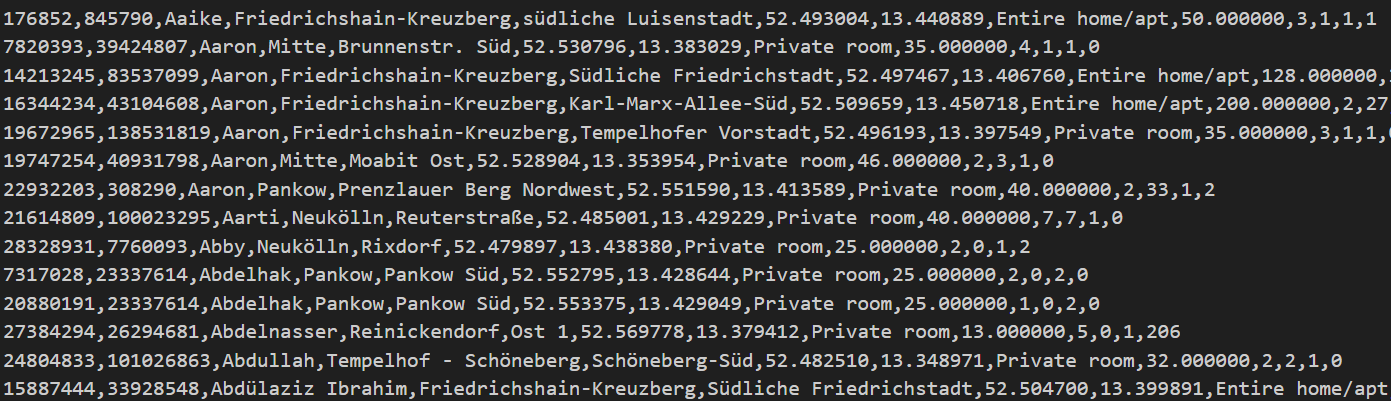 176852,845790,Aaike,Friedrichshain-Kreuzberg,südliche Luisenstadt,52.493004,13.440889,Entire home/apt,50.000000,3,1,1,1
7820393,39424807,Aaron,Mitte,Brunnenstr. Süd,52.530796,13.383029,Private room,35.000000,4,1,1,0
14213245,83537099,Aaron,Friedrichshain-Kreuzberg,Südliche Friedrichstadt,52.497467,13.406760,Entire home/apt,128.000000,
16344234,43104608,Aaron,Friedrichshain-Kreuzberg,Karl-Marx-Allee-Süd,52.509659,13.450718,Entire home/apt,200.000000,2,27
19672965,138531819,Aaron,Friedrichshain-Kreuzberg,Tempelhofer Vorstadt,52.496193,13.397549,Private room,35.000000,3,1,1,0
19747254,40931798,Aaron,Mitte,Moabit Ost,52.528904,13.353954,Private room,46.000000,2,3,1,0
22932203,308290,Aaron,Pankow,Prenzlauer Berg Nordwest,52.551590,13.413589,Private room,40.000000,2,33,1,2
21614809,100023295,Aarti,Neukölln,Reuterstraße,52.485001,13.429229,Private room,40.000000,7,7,1,0
28328931,7760093,Abby,Neukölln,Rixdorf,52.479897,13.438380,Private room,25.000000,2,0,1,2
7317028,23337614,Abdelhak,Pankow,Pankow Süd,52.552795,13.428644,Private room,25.000000,2,0,2,0
20880191,23337614,Abdelhak,Pankow,Pankow Süd,52.553375,13.429049,Private room,25.000000,1,0,2,0
27384294,26294681,Abdelnasser,Reinickendorf,Ost 1,52.569778,13.379412,Private room,13.000000,5,0,1,206
24804833,101026863,Abdullah,Tempelhof - Schöneberg,Schöneberg-Süd,52.482510,13.348971,Private room,32.000000,2,2,1,0
15887444,33928548,Abdülaziz Ibrahim,Friedrichshain-Kreuzberg,Südliche Friedrichstadt,52.504700,13.399891,Entire home/apt